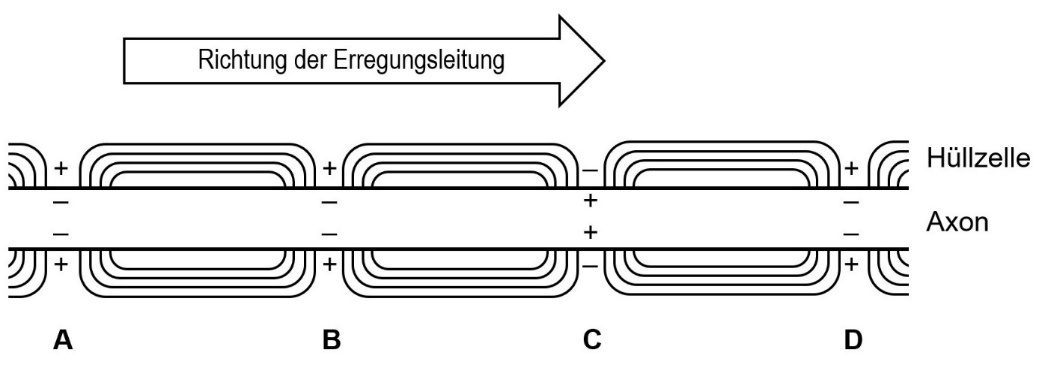 Richtung der Erregungsleitung
+ + – + Hüllzelle
– – + –
Axon
– – + –
+ + – +
A B C D